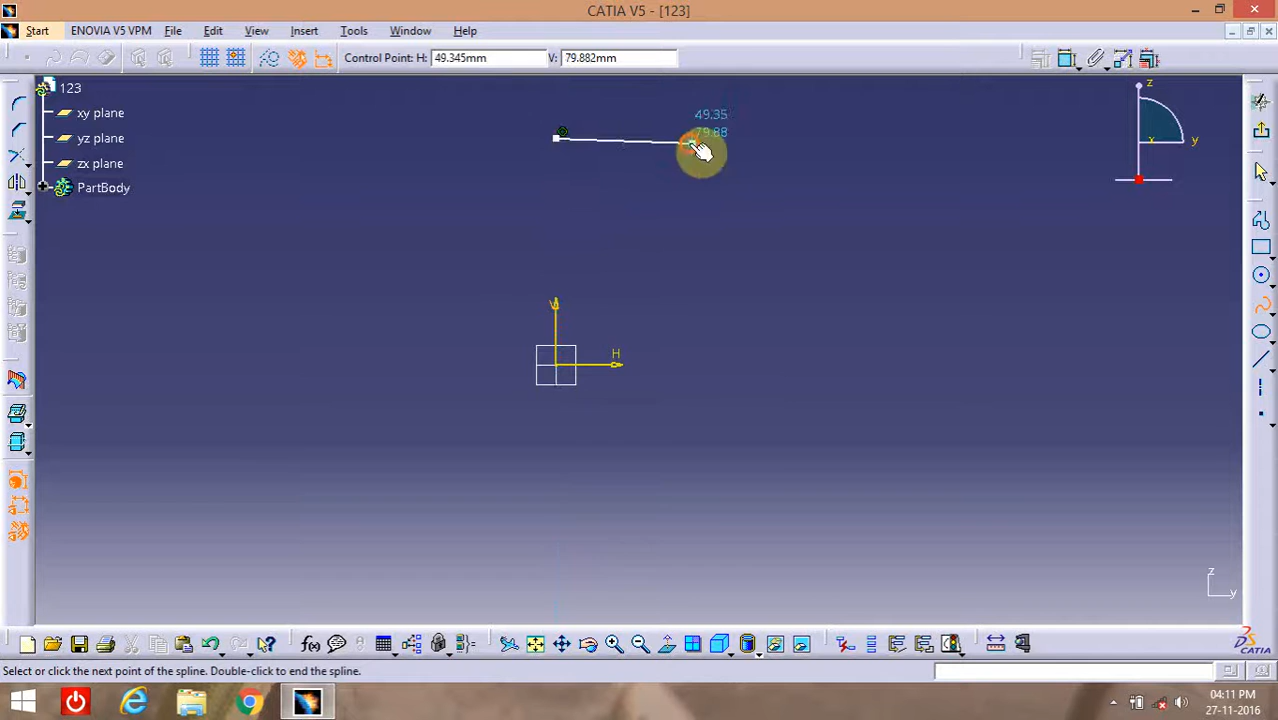 CATIA V5 - [123]
Start ENOVIA V5 VPM File Edit View Insert Tools Window Help
Control Point: H: 49.345mm V: 79.882mm
123
xy plane
yz plane
zx plane
PartBody
49.35
79.88
z
x y
V
H
z
y
f(x)
CATIA
Select or click the next point of the spline. Double-click to end the spline.
04:11 PM
27-11-2016